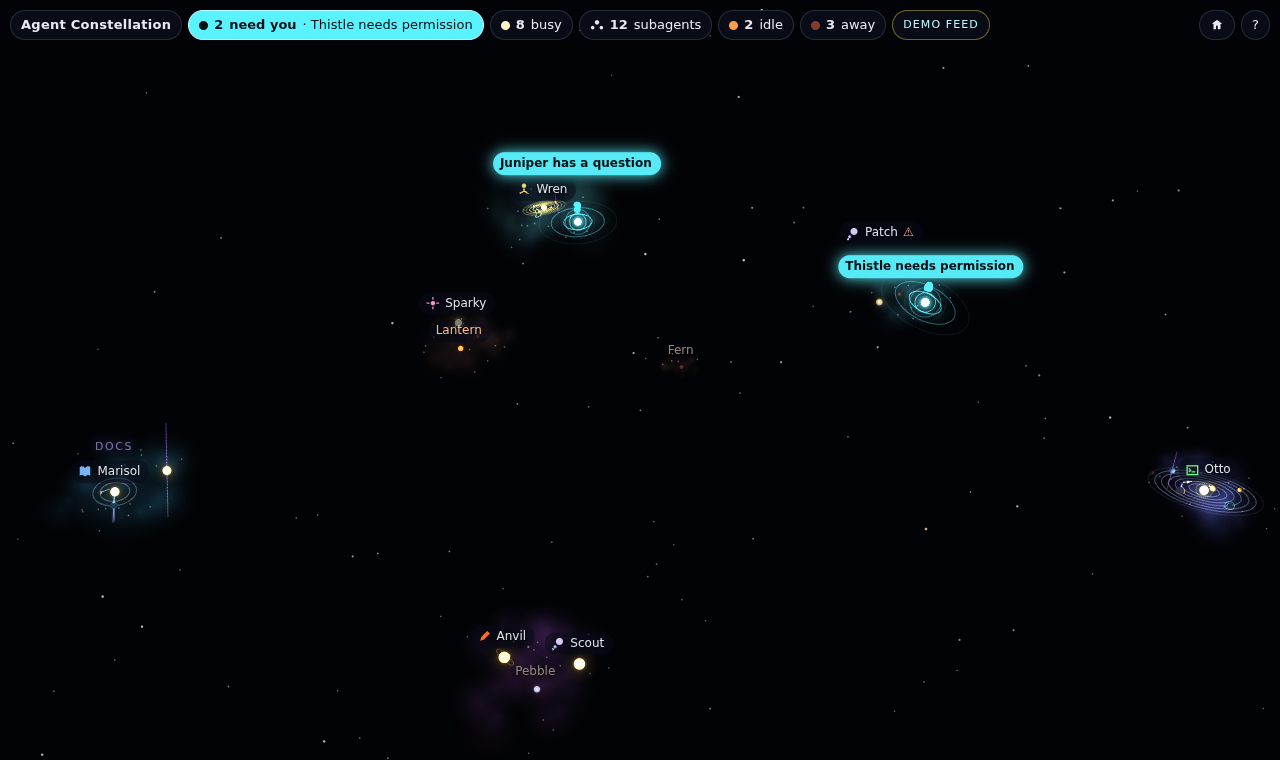 Agent Constellation
2 need you · Thistle needs permission
8 busy
12 subagents
2 idle
3 away
DEMO FEED
?
Juniper has a question
Wren
Patch ⚠
Thistle needs permission
Sparky
Lantern
Fern
DOCS
Marisol
Otto
Anvil
Scout
Pebble